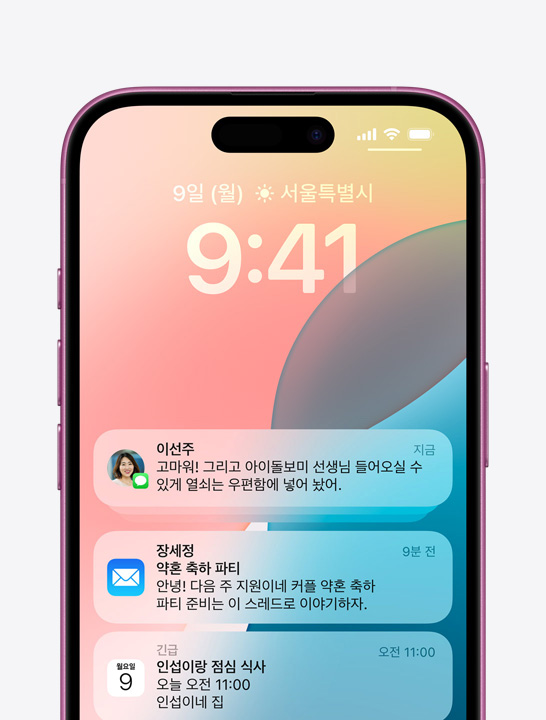 9일 (월) 서울특별시
9:41
이선주 지금
고마워! 그리고 아이돌보미 선생님 들어오실 수
있게 열쇠는 우편함에 넣어 놨어.
장세정 9분 전
약혼 축하 파티
안녕! 다음 주 지원이네 커플 약혼 축하
파티 준비는 이 스레드로 이야기하자.
긴급 오전 11:00
월요일
9
인섭이랑 점심 식사
오늘 오전 11:00
인섭이네 집